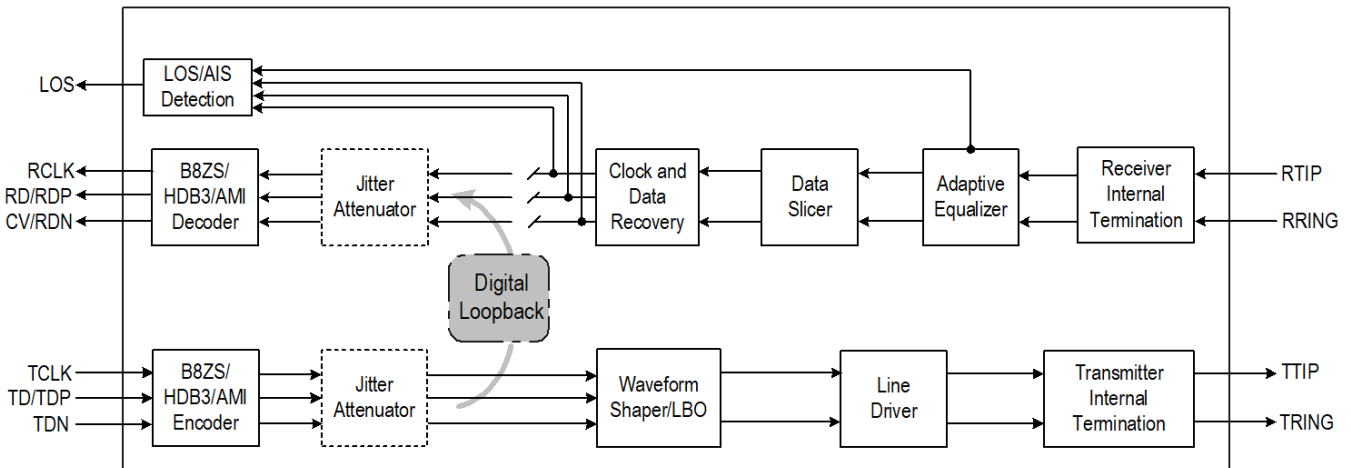 LOS
LOS/AIS
Detection
RCLK
RD/RDP
CV/RDN
B8ZS/
HDB3/AMI
Decoder
Jitter
Attenuator
Clock and
Data
Recovery
Data
Slicer
Adaptive
Equalizer
Receiver
Internal
Termination
RTIP
RRING
Digital
Loopback
TCLK
TD/TDP
TDN
B8ZS/
HDB3/AMI
Encoder
Jitter
Attenuator
Waveform
Shaper/LBO
Line
Driver
Transmitter
Internal
Termination
TTIP
TRING